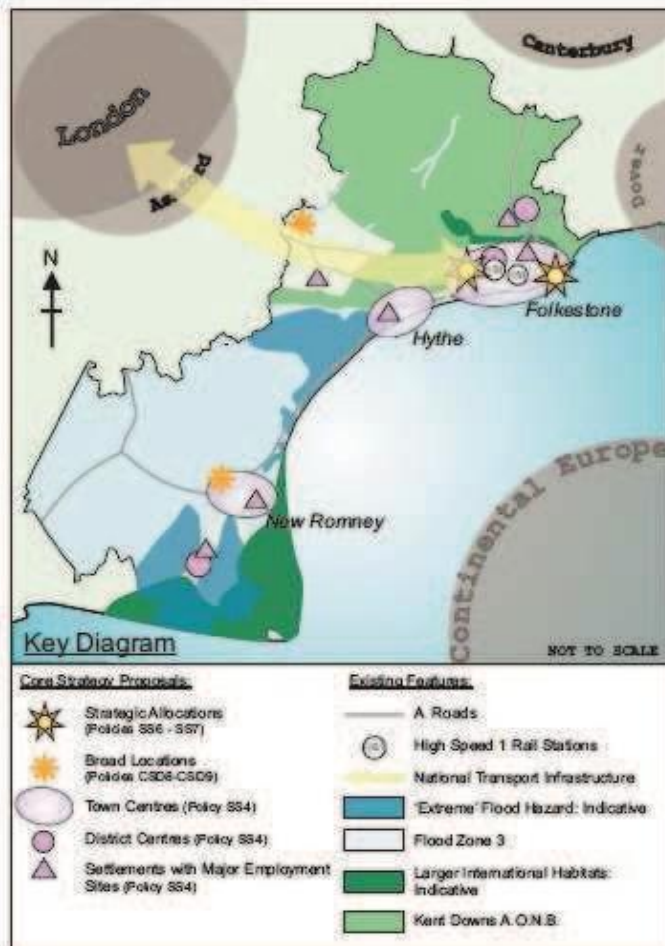 Canterbury
London
Ashford
Dover
N
Folkestone
Hythe
New Romney
Continental Europe
Key Diagram
NOT TO SCALE
Core Strategy Proposals:
Strategic Allocations
(Policies SS6 - SS7)
Broad Locations
(Policies CSD8-CSD9)
Town Centres (Policy SS4)
District Centres (Policy SS4)
Settlements with Major Employment
Sites (Policy SS4)
Existing Features:
A Roads
High Speed 1 Rail Stations
National Transport Infrastructure
'Extreme' Flood Hazard: Indicative
Flood Zone 3
Larger International Habitats:
Indicative
Kent Downs A.O.N.B.